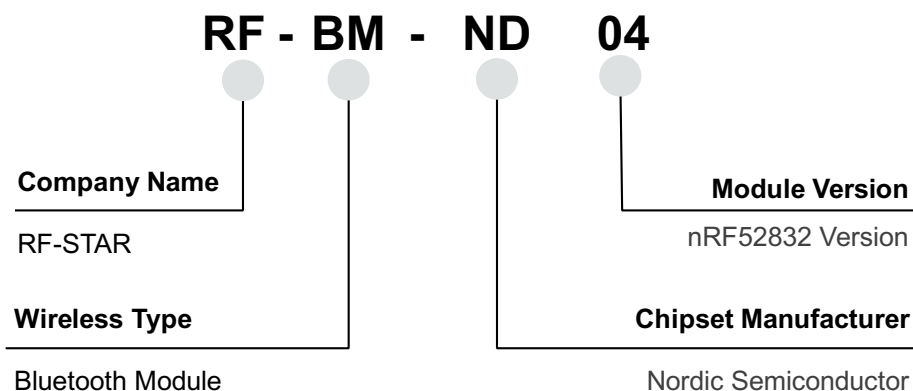 RF - BM - ND 04
Company Name
RF-STAR
Module Version
nRF52832 Version
Wireless Type
Bluetooth Module
Chipset Manufacturer
Nordic Semiconductor